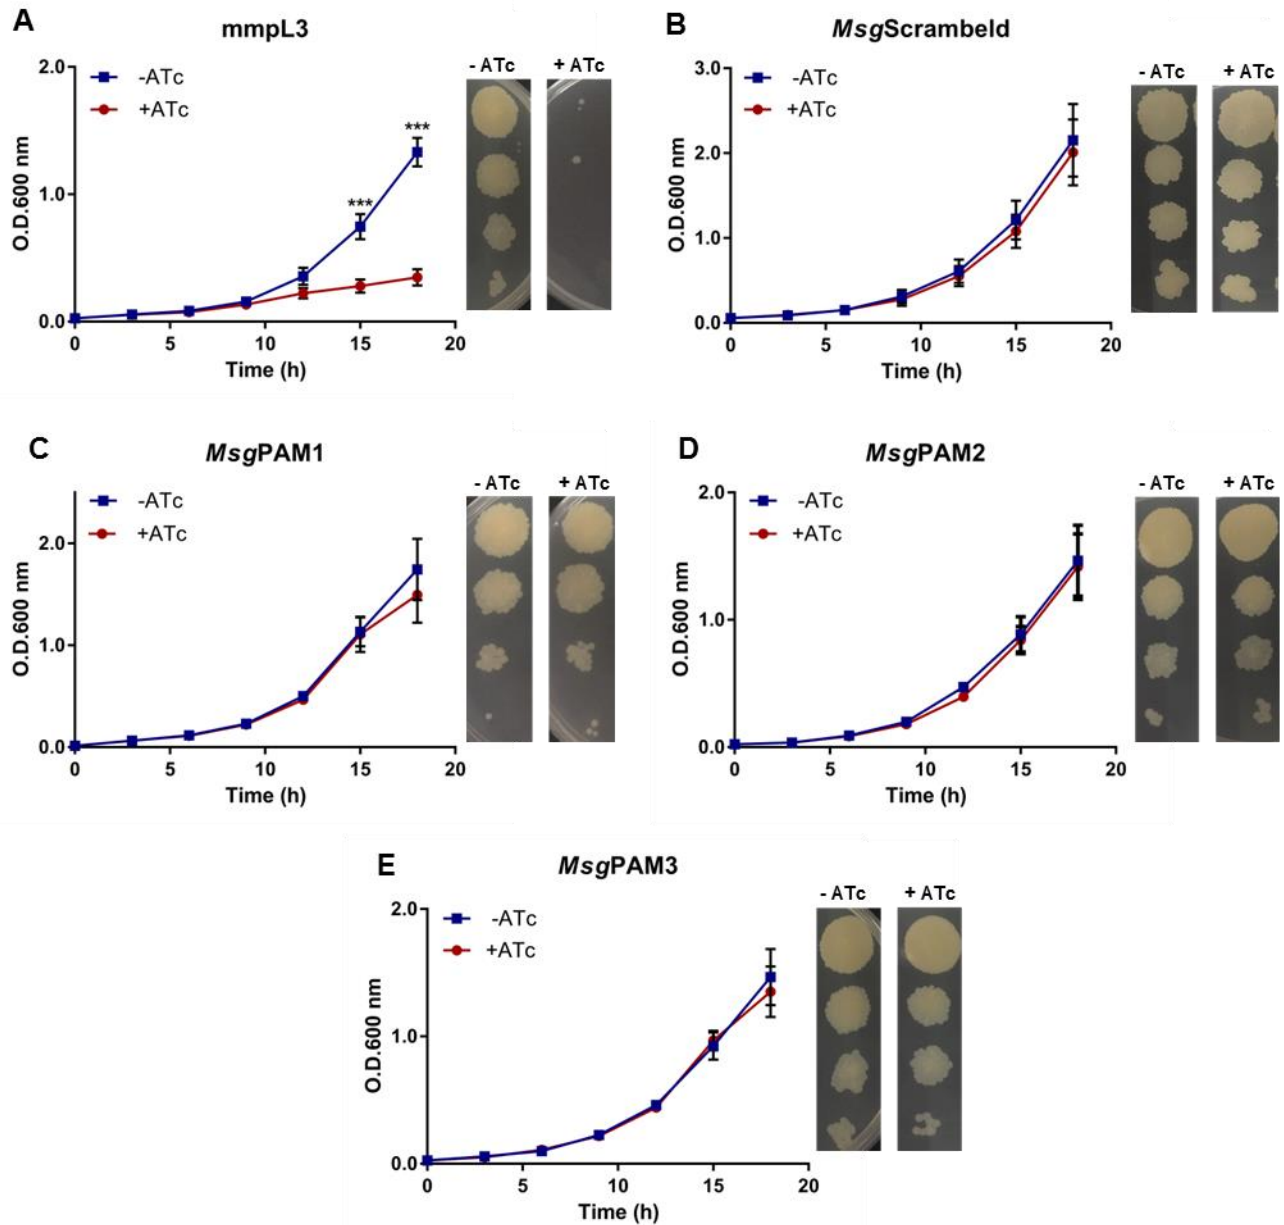 A
mmpL3
2.0
1.0
0.0
0 5 10 15 20
O.D.600 nm
Time (h)
-ATc
+ATc
***
***
- ATc + ATc
B
MsgScrambeld
3.0
2.0
1.0
0.0
0 5 10 15 20
O.D.600 nm
Time (h)
-ATc
+ATc
- ATc + ATc
C
MsgPAM1
2.0
1.0
0.0
0 5 10 15 20
O.D.600 nm
Time (h)
-ATc
+ATc
- ATc + ATc
D
MsgPAM2
2.0
1.0
0.0
0 5 10 15 20
O.D.600 nm
Time (h)
-ATc
+ATc
- ATc + ATc
E
MsgPAM3
2.0
1.0
0.0
0 5 10 15 20
O.D.600 nm
Time (h)
-ATc
+ATc
- ATc + ATc